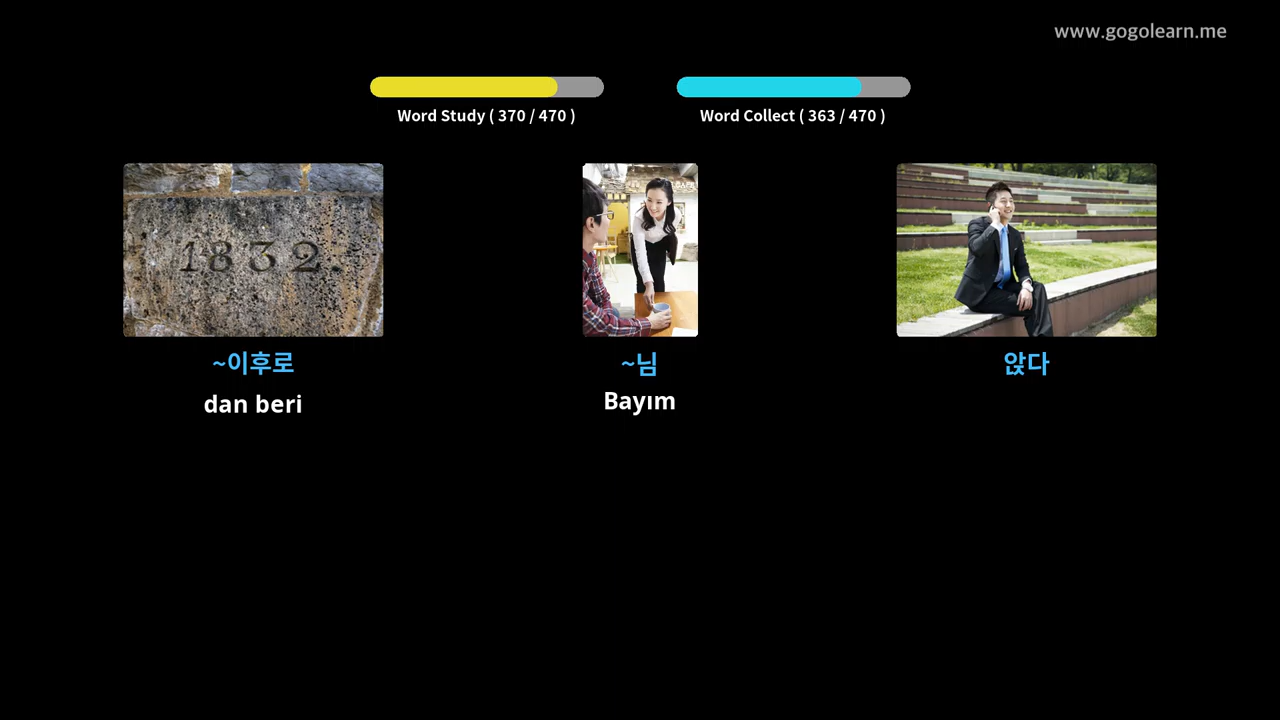 www.gogolearn.me
Word Study ( 370 / 470 )
Word Collect ( 363 / 470 )
1832.
~이후로
~님
앉다
dan beri
Bayım